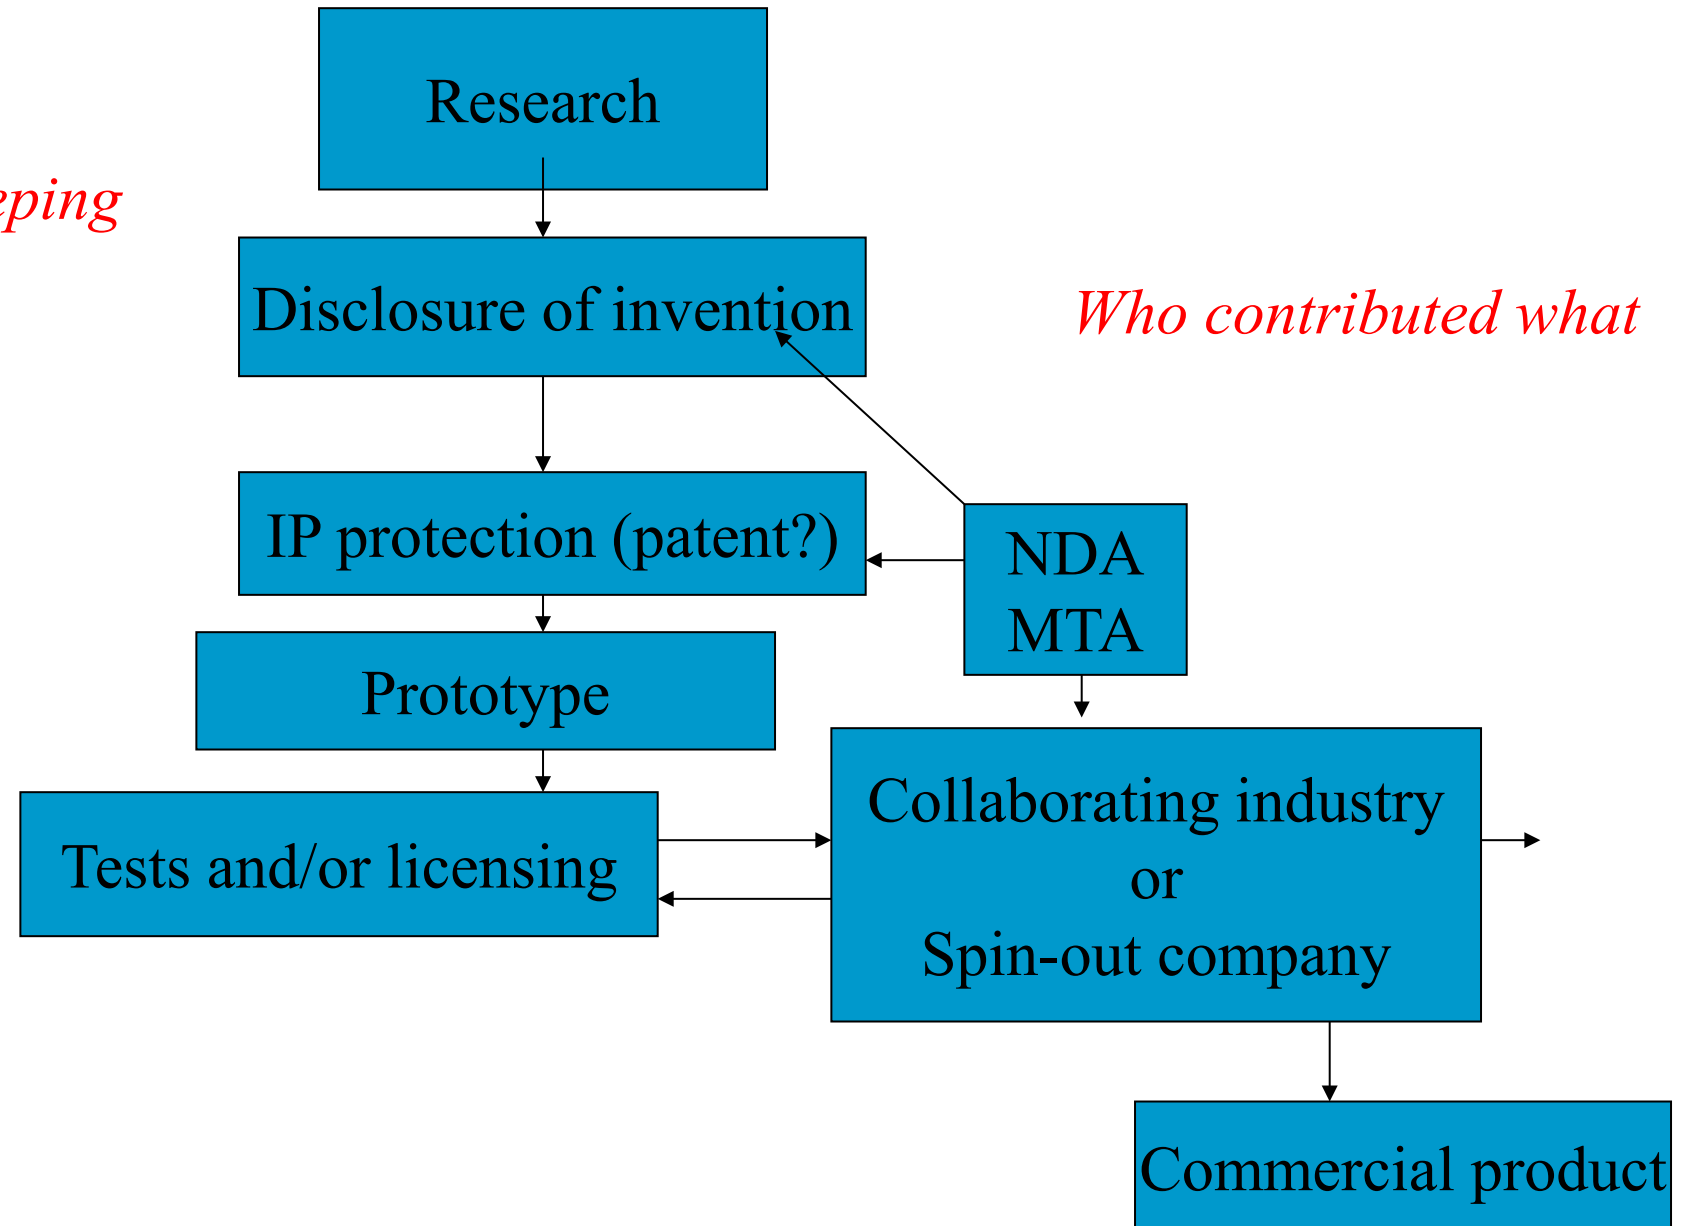 Research
eping
Disclosure of invention
Who contributed what
IP protection (patent?)
NDA
MTA
Prototype
Collaborating industry
Tests and/or licensing
or
Spin-out company
Commercial product